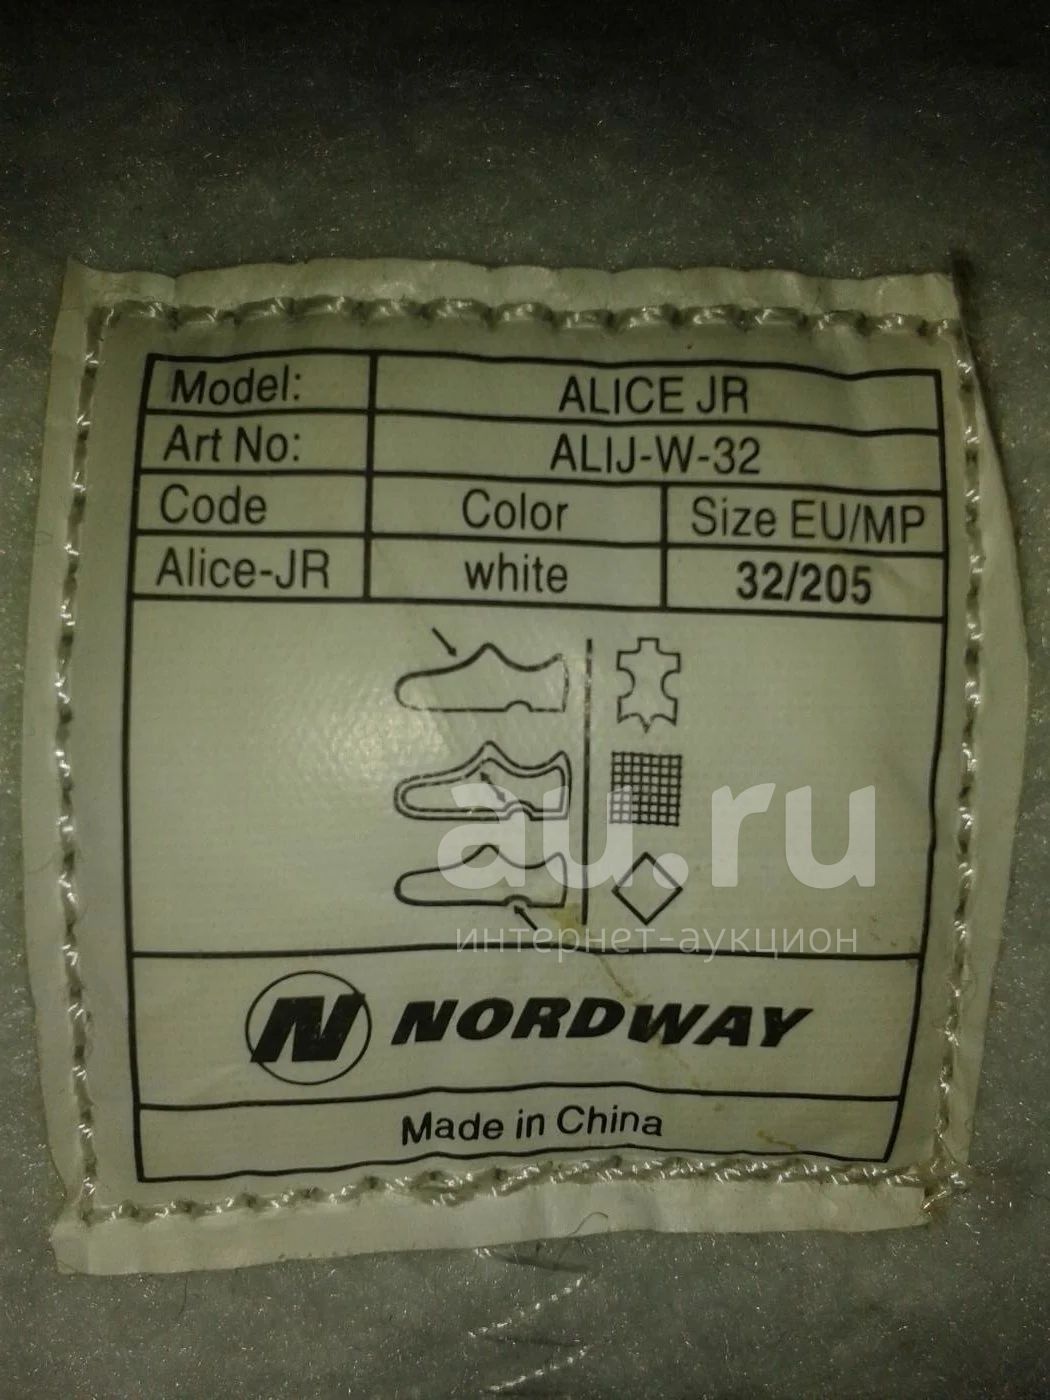 Model: ALICE JR
Art No: ALIJ-W-32
Code Color Size EU/MP
Alice-JR white 32/205
au.ru
интернет-аукцион
N NORDWAY
Made in China